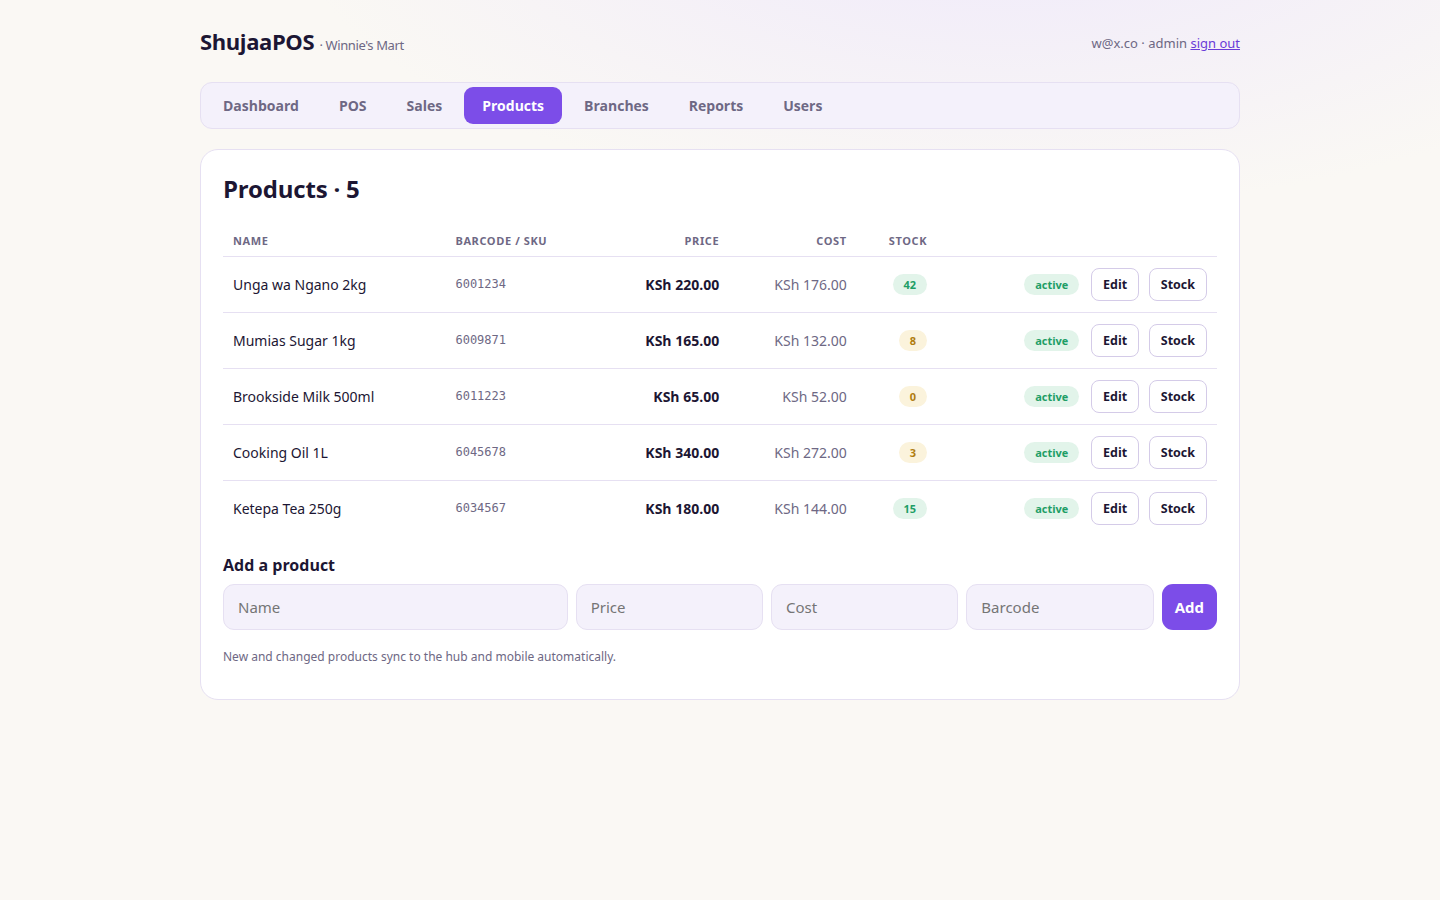 ShujaaPOS · Winnie's Mart
w@x.co · admin sign out
Dashboard POS Sales Products Branches Reports Users
Products · 5
NAME BARCODE / SKU PRICE COST STOCK
Unga wa Ngano 2kg 6001234 KSh 220.00 KSh 176.00 42 active Edit Stock
Mumias Sugar 1kg 6009871 KSh 165.00 KSh 132.00 8 active Edit Stock
Brookside Milk 500ml 6011223 KSh 65.00 KSh 52.00 0 active Edit Stock
Cooking Oil 1L 6045678 KSh 340.00 KSh 272.00 3 active Edit Stock
Ketepa Tea 250g 6034567 KSh 180.00 KSh 144.00 15 active Edit Stock
Add a product
Name Price Cost Barcode Add
New and changed products sync to the hub and mobile automatically.